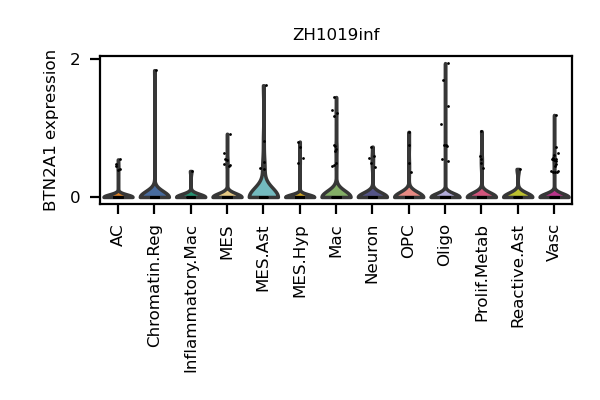 ZH1019inf
BTN2A1 expression
2
0
AC
Chromatin.Reg
Inflammatory.Mac
MES
MES.Ast
MES.Hyp
Mac
Neuron
OPC
Oligo
Prolif.Metab
Reactive.Ast
Vasc